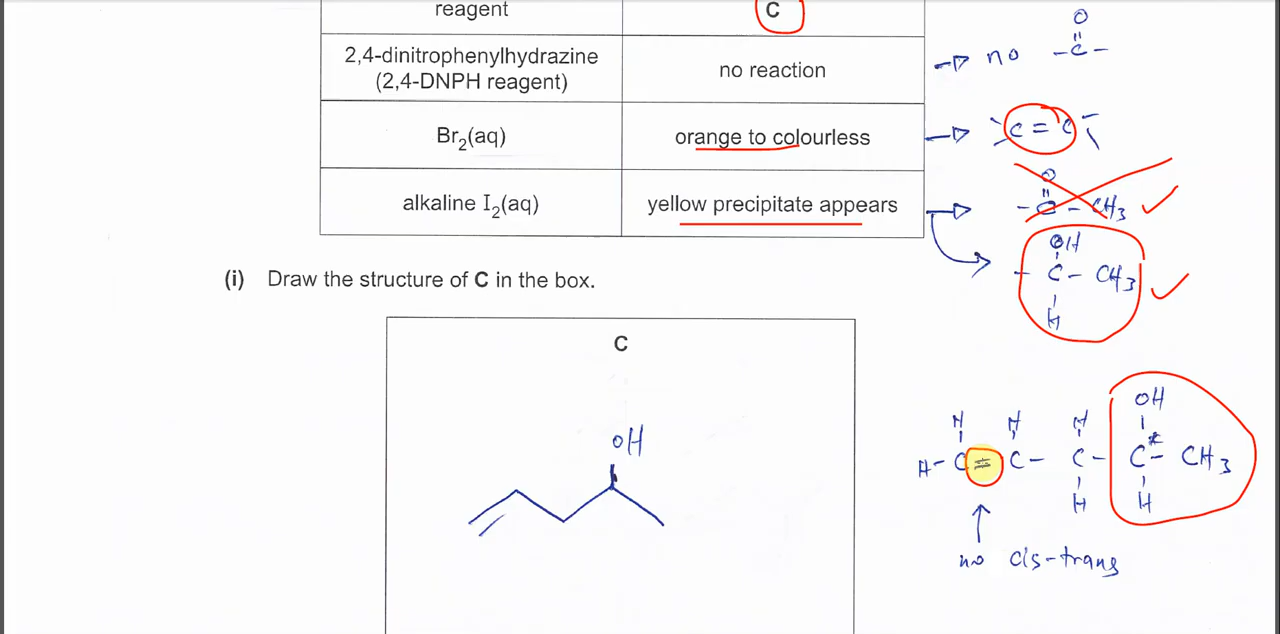 reagent C
O
"
2,4-dinitrophenylhydrazine no reaction no -C-
(2,4-DNPH reagent)
Br2(aq) orange to colourless C = C
O
"
alkaline I2(aq) yellow precipitate appears - C - CH3 ✓
OH
- C - CH3 ✓
H
(i) Draw the structure of C in the box.
C
OH
H H H OH
H - C = C - C - C* - CH3
H H
OH
no cis-trans